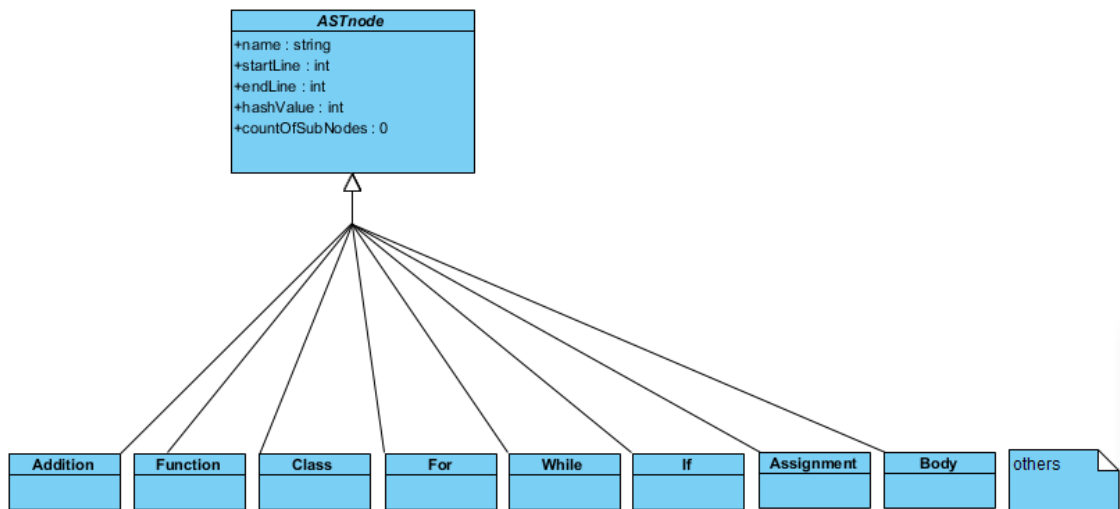 ASTnode
+name : string
+startLine : int
+endLine : int
+hashValue : int
+countOfSubNodes : 0
Addition
Function
Class
For
While
If
Assignment
Body
others